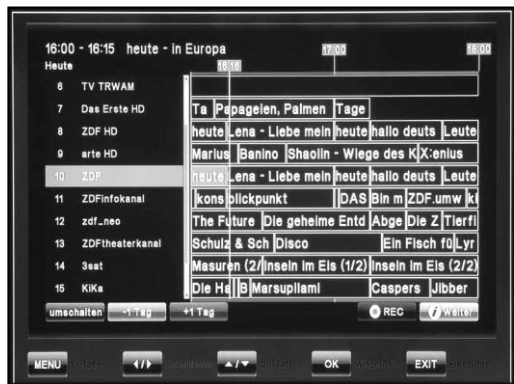 16:00 - 16:15 heute - in Europa 17:00 18:00
Heute 16:16
6 TV TRWAM
7 Das Erste HD Ta Papageien, Palmen Tage
8 ZDF HD heute Lena - Liebe mein heute hallo deuts Leute
9 arte HD Marius Banino Shaolin - Wiege des K X:enius
10 ZDF heute Lena - Liebe mein heute hallo deuts Leute
11 ZDFinfokanal kons blickpunkt DAS Bin m ZDF.umw kl
12 zdf_neo The Future Die geheime Entd Abge Die Z Tierfi
13 ZDFtheaterkanal Schulz & Sch Disco Ein Fisch fü Lyr
14 3sat Masuren (2/ Inseln im Eis (1/2) Inseln im Eis (2/2)
15 KiKa Die Ha B Marsupilami Caspers Jibber
umschalten -1 Tag +1 Tag REC i Weiter
MENU OK EXIT Beenden